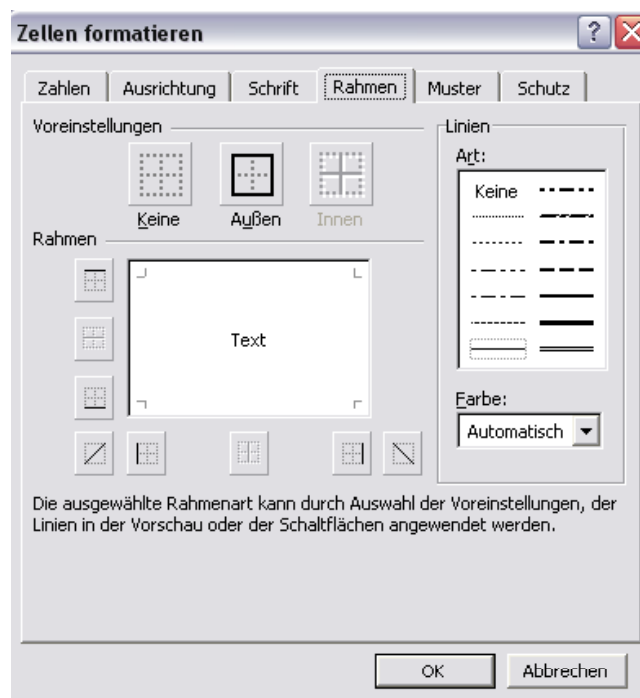 Zellen formatieren
Zahlen Ausrichtung Schrift Rahmen Muster Schutz
Voreinstellungen
Keine Außen Innen
Rahmen
Text
Linien
Art:
Keine
Farbe:
Automatisch
Die ausgewählte Rahmenart kann durch Auswahl der Voreinstellungen, der
Linien in der Vorschau oder der Schaltflächen angewendet werden.
OK Abbrechen